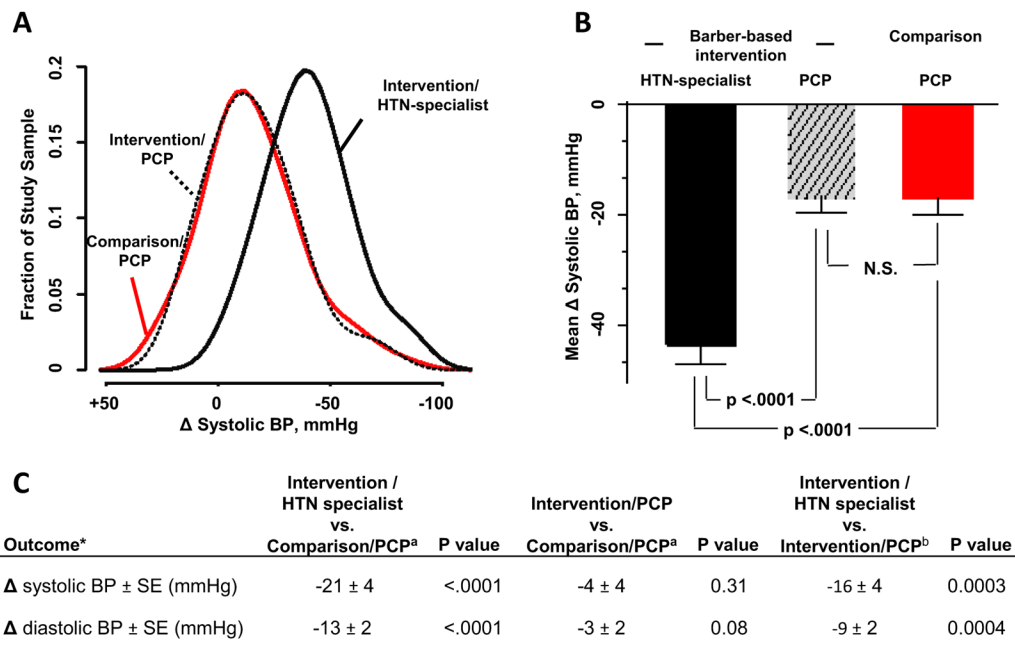 A
0.2
0.15
0.1
0.05
0
Fraction of Study Sample
Intervention/
HTN-specialist
Intervention/
PCP
Comparison/
PCP
+50 0 -50 -100
Δ Systolic BP, mmHg
B
Barber-based
intervention
Comparison
HTN-specialist PCP PCP
0
-20
-40
Mean Δ Systolic BP, mmHg
N.S.
p <.0001
p <.0001
C
Outcome* Intervention / HTN specialist vs. Comparison/PCPa P value Intervention/PCP vs. Comparison/PCPa P value Intervention / HTN specialist vs. Intervention/PCPb P value
Δ systolic BP ± SE (mmHg) -21 ± 4 <.0001 -4 ± 4 0.31 -16 ± 4 0.0003
Δ diastolic BP ± SE (mmHg) -13 ± 2 <.0001 -3 ± 2 0.08 -9 ± 2 0.0004